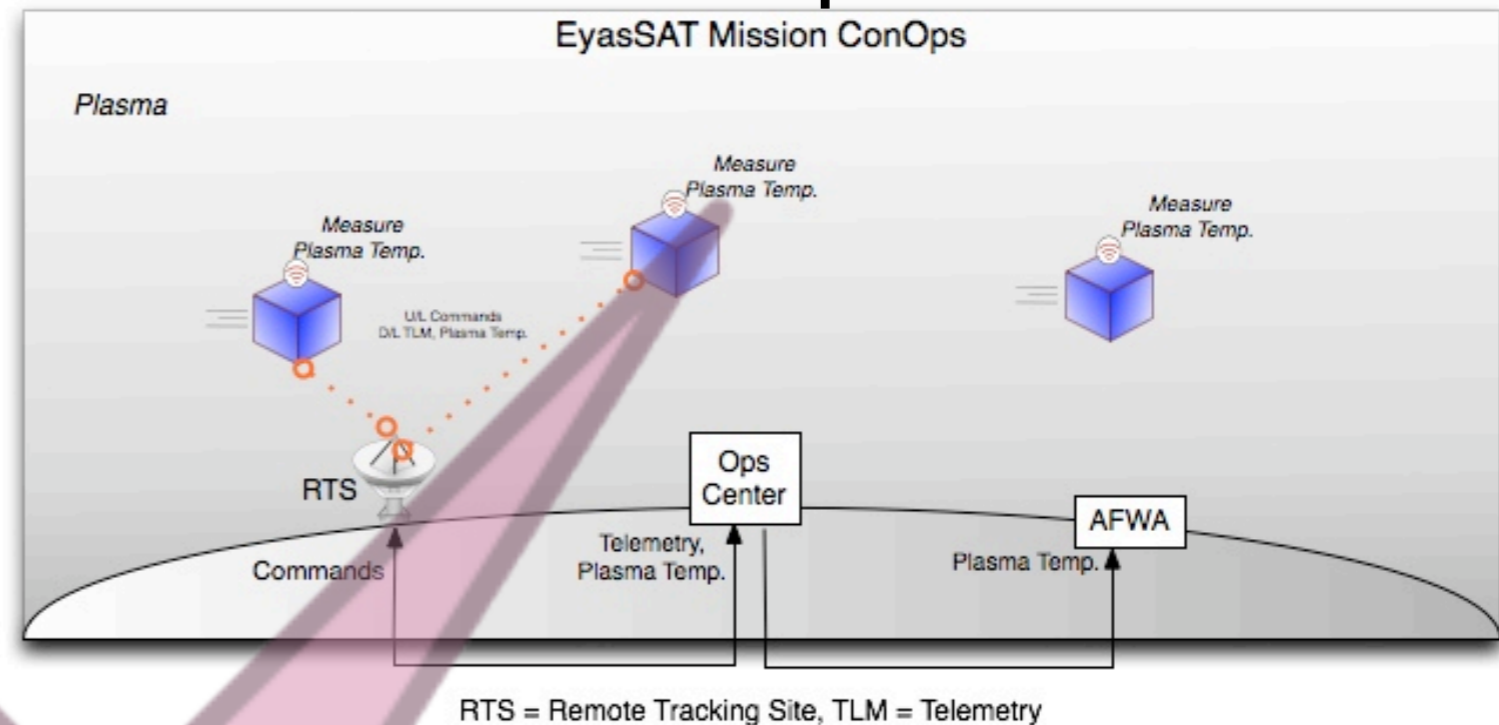 EyasSAT Mission ConOps
Plasma
Measure
Plasma Temp.
Measure
Plasma Temp.
Measure
Plasma Temp.
U/L Commands
D/L TLM, Plasma Temp.
RTS
Ops
Center
AFWA
Commands
Telemetry,
Plasma Temp.
Plasma Temp.
RTS = Remote Tracking Site, TLM = Telemetry